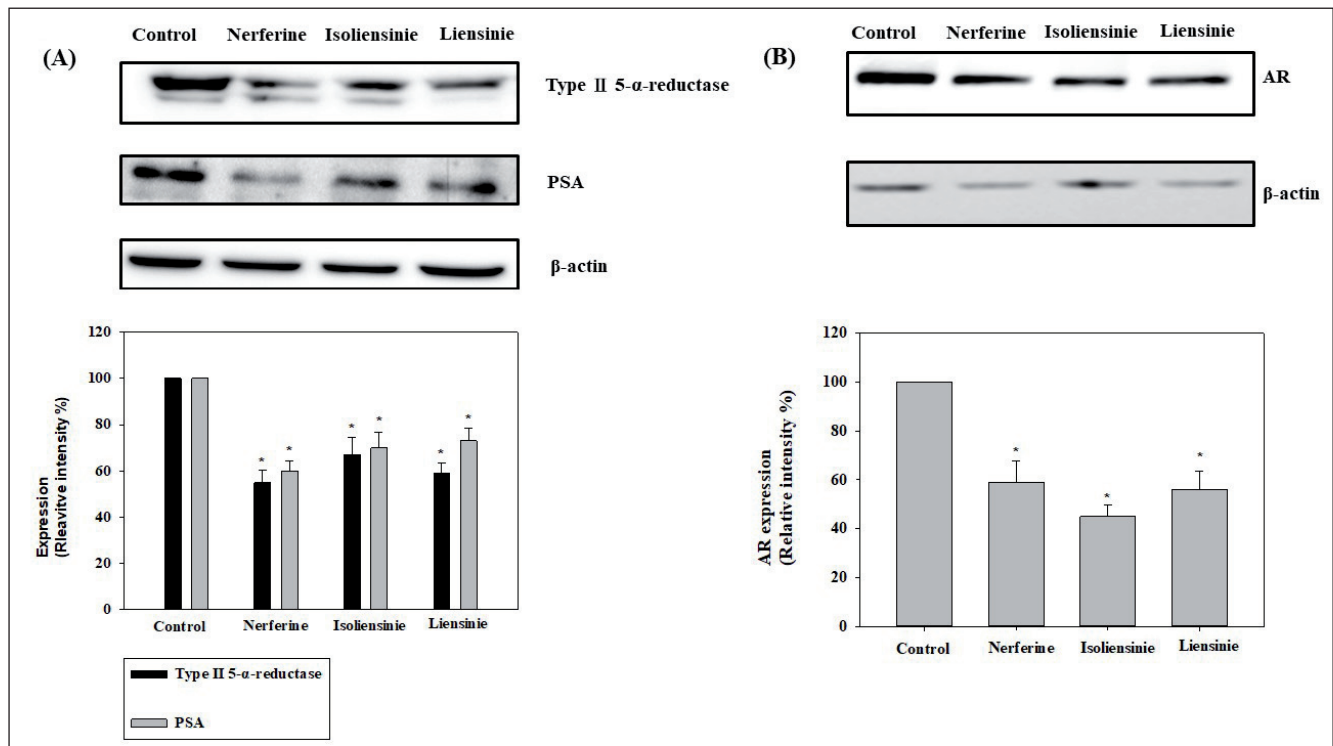 (A)
Control Nerferine Isoliensinie Liensinie
Type Ⅱ 5-α-reductase
PSA
β-actin
Expression
(Rleavitve intensity %)
120
100
80
60
40
20
0
* * * * * *
Control Nerferine Isoliensinie Liensinie
Type II 5-α-reductase
PSA
(B)
Control Nerferine Isoliensinie Liensinie
AR
β-actin
AR expression
(Relative intensity %)
120
100
80
60
40
20
0
* * *
Control Nerferine Isoliensinie Liensinie